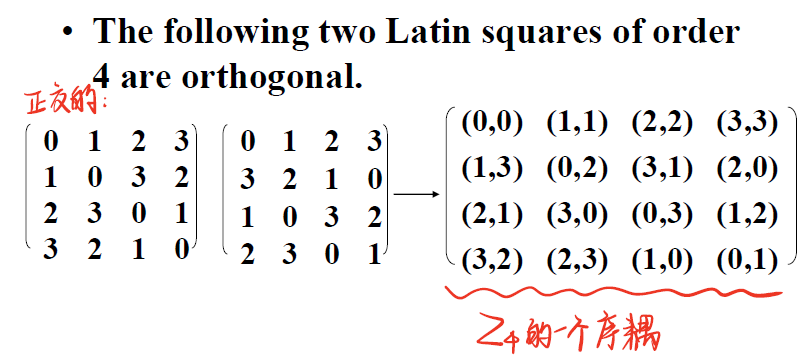 • The following two Latin squares of order
4 are orthogonal.
正交的:
0 1 2 3
1 0 3 2
2 3 0 1
3 2 1 0
0 1 2 3
3 2 1 0
1 0 3 2
2 3 0 1
(0,0) (1,1) (2,2) (3,3)
(1,3) (0,2) (3,1) (2,0)
(2,1) (3,0) (0,3) (1,2)
(3,2) (2,3) (1,0) (0,1)
Z4的一个序耦